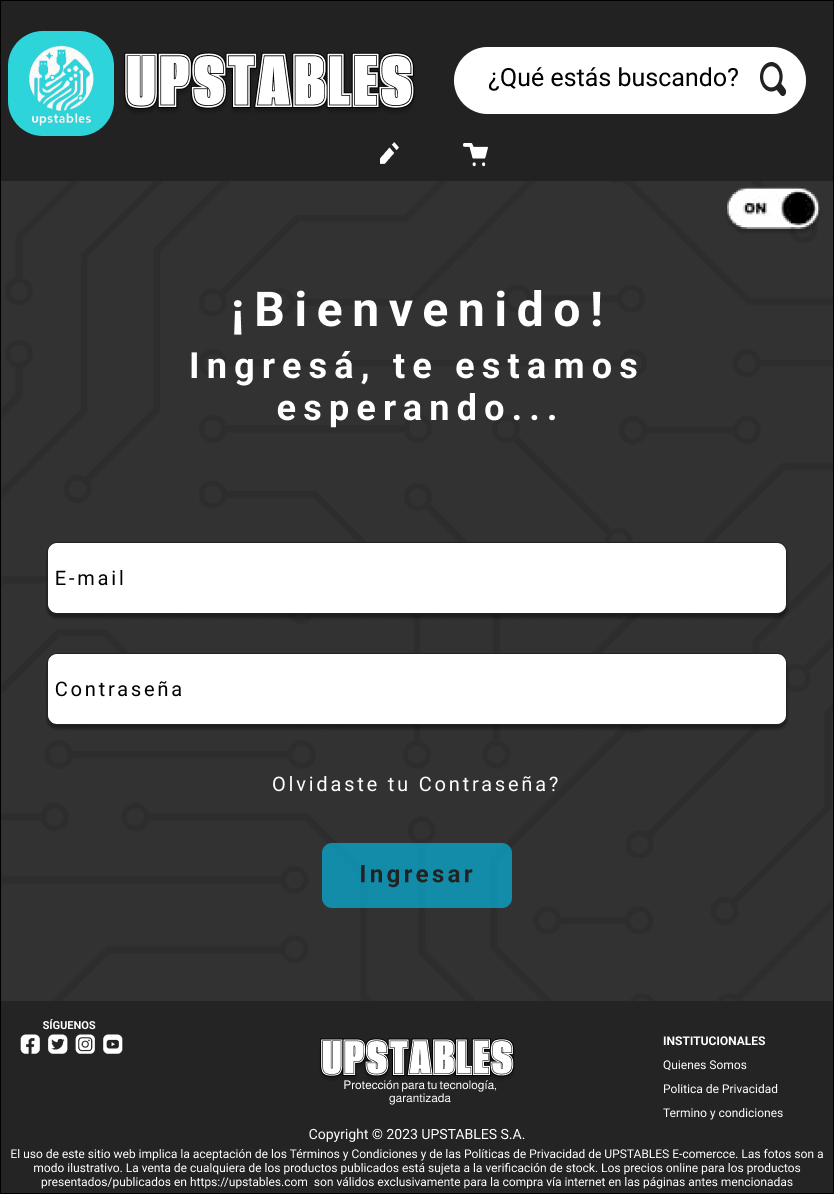 upstables
UPSTABLES
¿Qué estás buscando?
ON
¡Bienvenido!
Ingresá, te estamos
esperando...
E-mail
Contraseña
Olvidaste tu Contraseña?
Ingresar
SÍGUENOS
UPSTABLES
Protección para tu tecnología,
garantizada
INSTITUCIONALES
Quienes Somos
Politica de Privacidad
Termino y condiciones
Copyright © 2023 UPSTABLES S.A.
El uso de este sitio web implica la aceptación de los Términos y Condiciones y de las Políticas de Privacidad de UPSTABLES E-comercce. Las fotos son a
modo ilustrativo. La venta de cualquiera de los productos publicados está sujeta a la verificación de stock. Los precios online para los productos
presentados/publicados en https://upstables.com son válidos exclusivamente para la compra vía internet en las páginas antes mencionadas